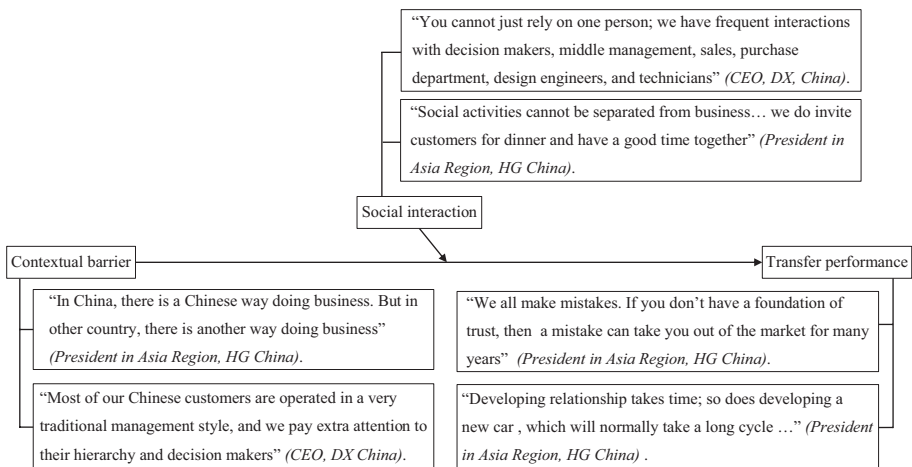 “You cannot just rely on one person; we have frequent interactions
with decision makers, middle management, sales, purchase
department, design engineers, and technicians” (CEO, DX, China).
“Social activities cannot be separated from business… we do invite
customers for dinner and have a good time together” (President in
Asia Region, HG China).
Social interaction
Contextual barrier
Transfer performance
“In China, there is a Chinese way doing business. But in
other country, there is another way doing business”
(President in Asia Region, HG China).
“Most of our Chinese customers are operated in a very
traditional management style, and we pay extra attention to
their hierarchy and decision makers” (CEO, DX China).
“We all make mistakes. If you don’t have a foundation of
trust, then a mistake can take you out of the market for many
years” (President in Asia Region, HG China).
“Developing relationship takes time; so does developing a
new car , which will normally take a long cycle …” (President
in Asia Region, HG China) .